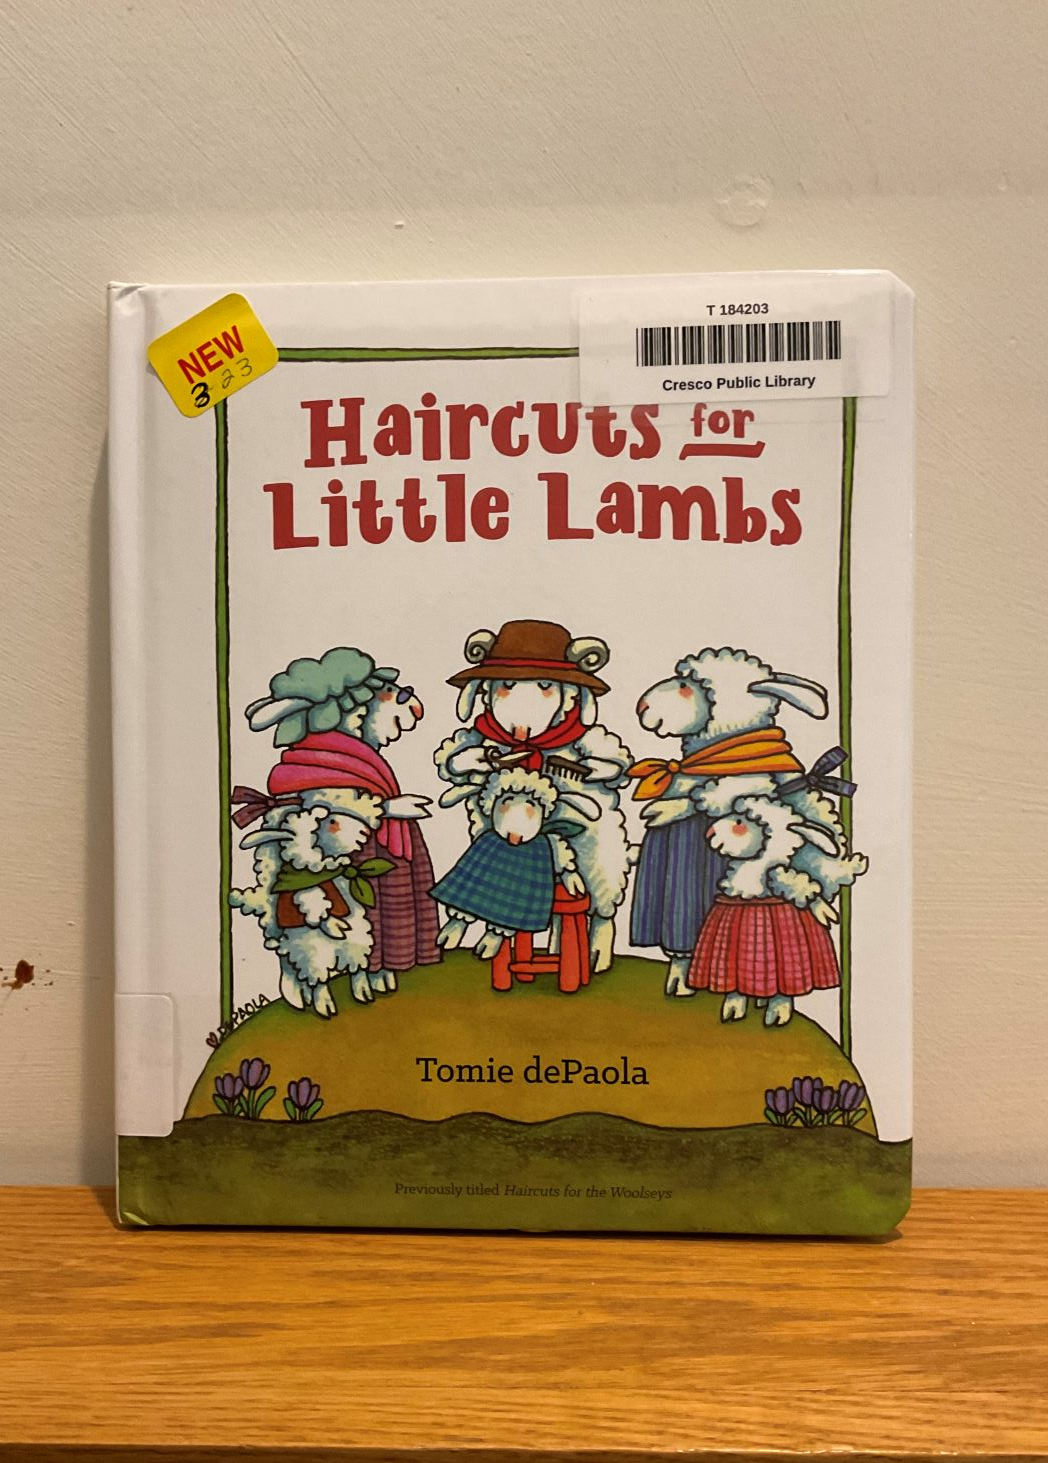 NEW
3 23
T 184203
Cresco Public Library
Haircuts for
Little Lambs
♡ DePAOLA
Tomie dePaola
Previously titled Haircuts for the Woolseys